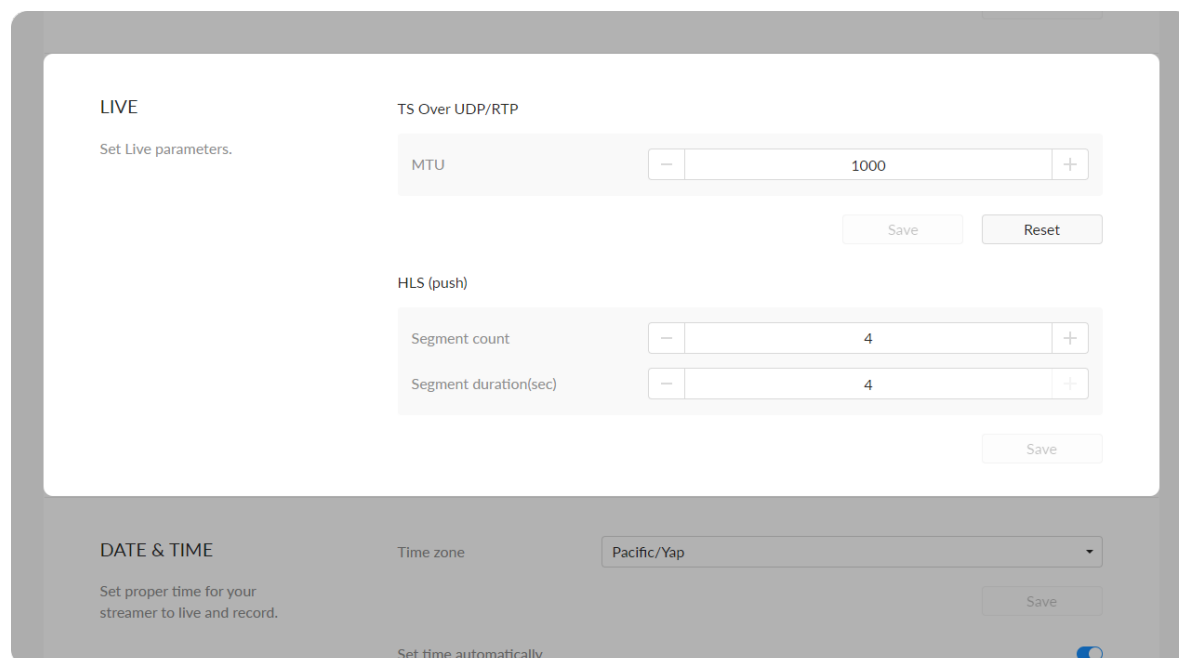 LIVE
Set Live parameters.
TS Over UDP/RTP
MTU
1000
Save
Reset
HLS (push)
Segment count
4
Segment duration(sec)
4
Save
DATE & TIME
Set proper time for your
streamer to live and record.
Time zone
Pacific/Yap
Save
Set time automatically